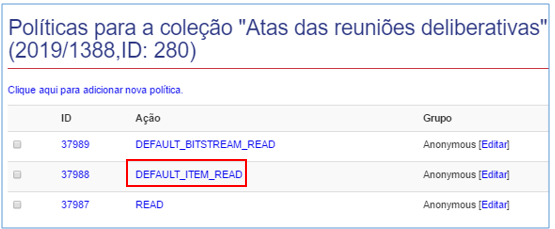 Políticas para a coleção "Atas das reuniões deliberativas"
(2019/1388,ID: 280)
Clique aqui para adicionar nova política.
ID Ação Grupo
37989 DEFAULT_BITSTREAM_READ Anonymous [Editar]
37988 DEFAULT_ITEM_READ Anonymous [Editar]
37987 READ Anonymous [Editar]